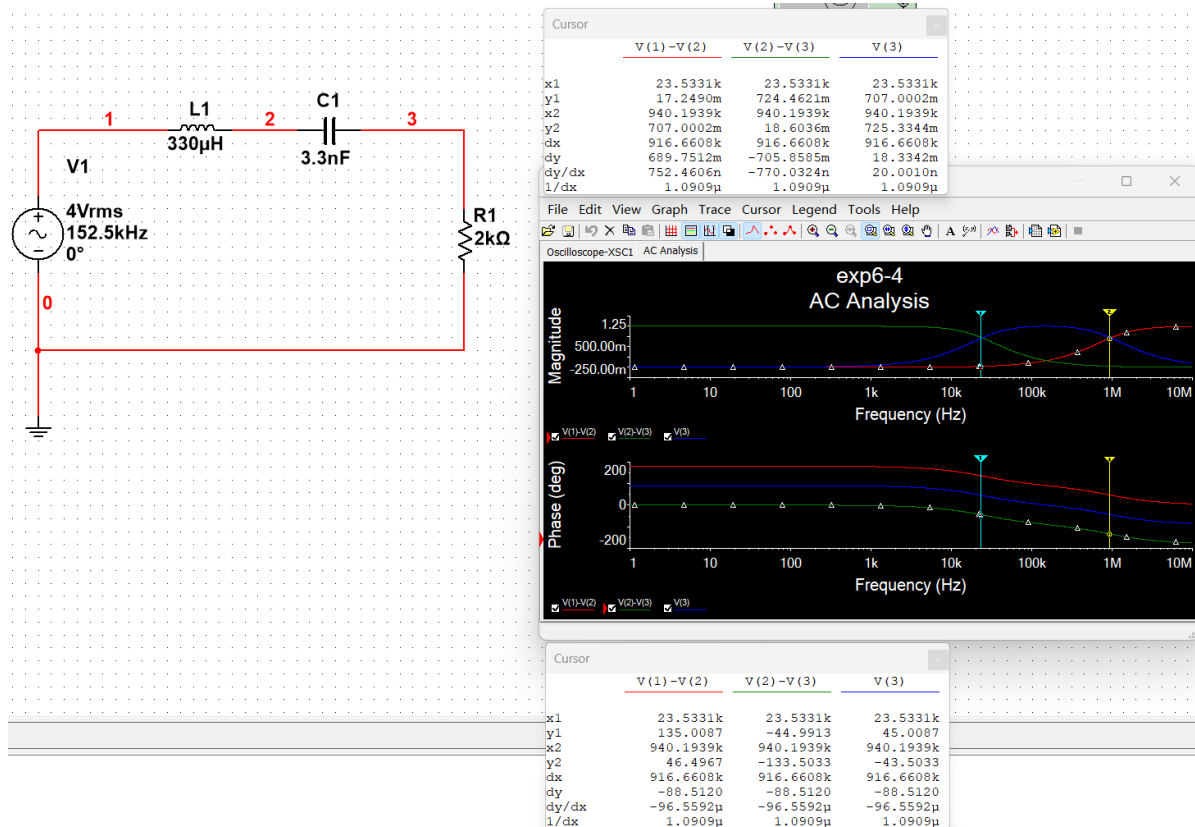 Cursor
V(1)-V(2) V(2)-V(3) V(3)
x1 23.5331k 23.5331k 23.5331k
y1 17.2490m 724.4621m 707.0002m
x2 940.1939k 940.1939k 940.1939k
y2 707.0002m 18.6036m 725.3344m
dx 916.6608k 916.6608k 916.6608k
dy 689.7512m -705.8585m 18.3342m
dy/dx 752.4606n -770.0324n 20.0010n
1/dx 1.0909µ 1.0909µ 1.0909µ
1
L1
330µH
2
C1
3.3nF
3
V1
4Vrms
152.5kHz
0°
R1
2kΩ
0
File Edit View Graph Trace Cursor Legend Tools Help
Oscilloscope-XSC1 AC Analysis
exp6-4
AC Analysis
Magnitude
1.25
500.00m
-250.00m
1 10 100 1k 10k 100k 1M 10M
Frequency (Hz)
V(1)-V(2) V(2)-V(3) V(3)
Phase (deg)
200
0
-200
1 10 100 1k 10k 100k 1M 10M
Frequency (Hz)
V(1)-V(2) V(2)-V(3) V(3)
Cursor
V(1)-V(2) V(2)-V(3) V(3)
x1 23.5331k 23.5331k 23.5331k
y1 135.0087 -44.9913 45.0087
x2 940.1939k 940.1939k 940.1939k
y2 46.4967 -133.5033 -43.5033
dx 916.6608k 916.6608k 916.6608k
dy -88.5120 -88.5120 -88.5120
dy/dx -96.5592µ -96.5592µ -96.5592µ
1/dx 1.0909µ 1.0909µ 1.0909µ